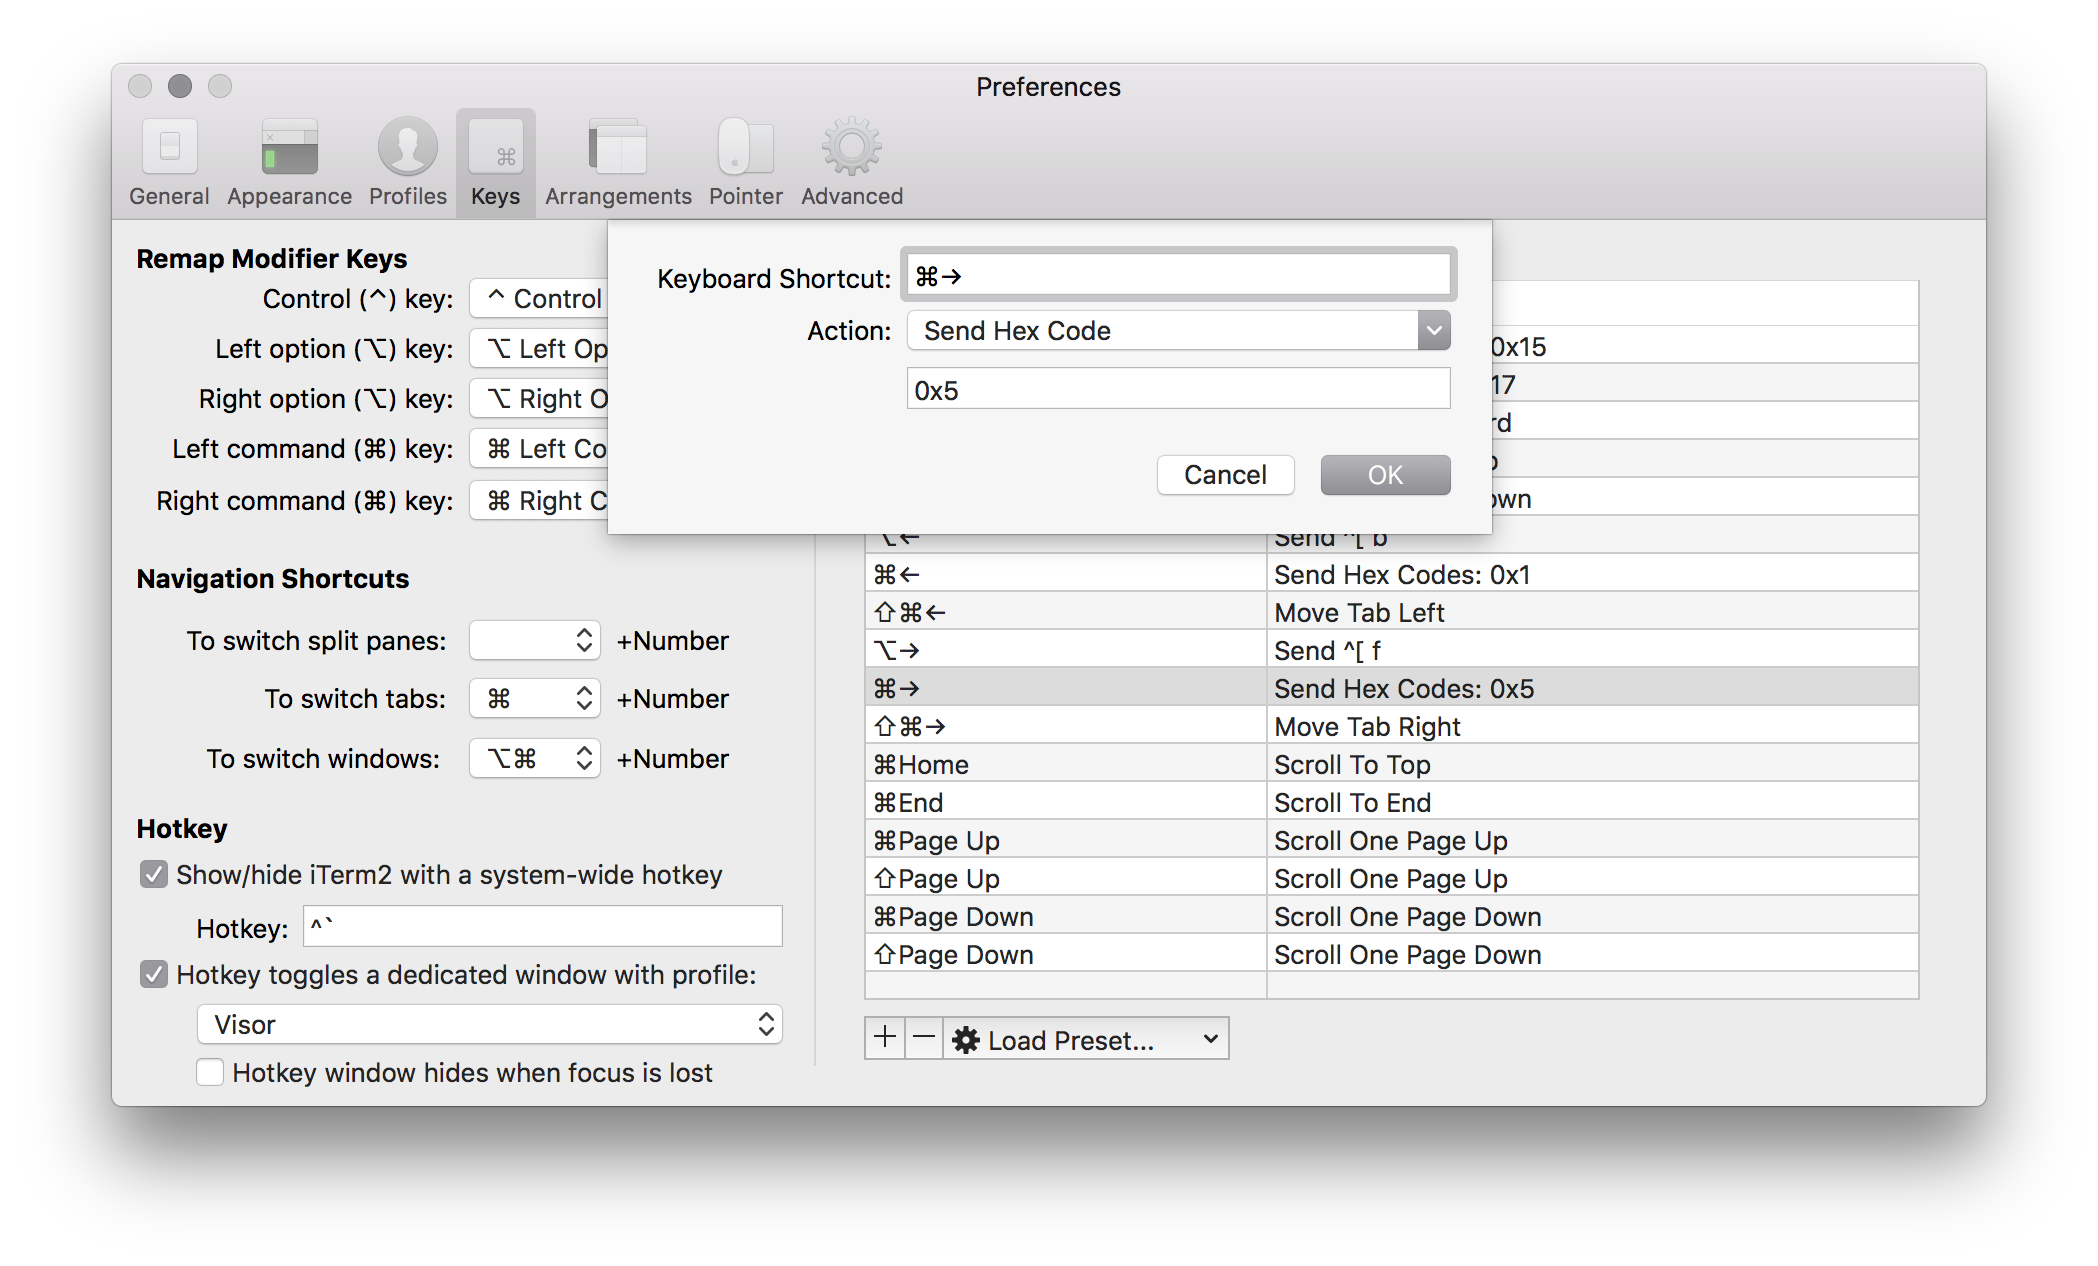 Preferences
General Appearance Profiles Keys Arrangements Pointer Advanced
Remap Modifier Keys
Control (^) key: ^ Control
Left option (⌥) key: ⌥ Left Op
Right option (⌥) key: ⌥ Right O
Left command (⌘) key: ⌘ Left Co
Right command (⌘) key: ⌘ Right C
Navigation Shortcuts
To switch split panes: +Number
To switch tabs: ⌘ +Number
To switch windows: ⌥⌘ +Number
Hotkey
Show/hide iTerm2 with a system-wide hotkey
Hotkey: ^`
Hotkey toggles a dedicated window with profile:
Visor
Hotkey window hides when focus is lost
Keyboard Shortcut: ⌘→
Action: Send Hex Code
0x5
Cancel OK
0x15
17
rd
own
⌥← Send ^[ b
⌘← Send Hex Codes: 0x1
⇧⌘← Move Tab Left
⌥→ Send ^[ f
⌘→ Send Hex Codes: 0x5
⇧⌘→ Move Tab Right
⌘Home Scroll To Top
⌘End Scroll To End
⌘Page Up Scroll One Page Up
⇧Page Up Scroll One Page Up
⌘Page Down Scroll One Page Down
⇧Page Down Scroll One Page Down
+ − Load Preset...